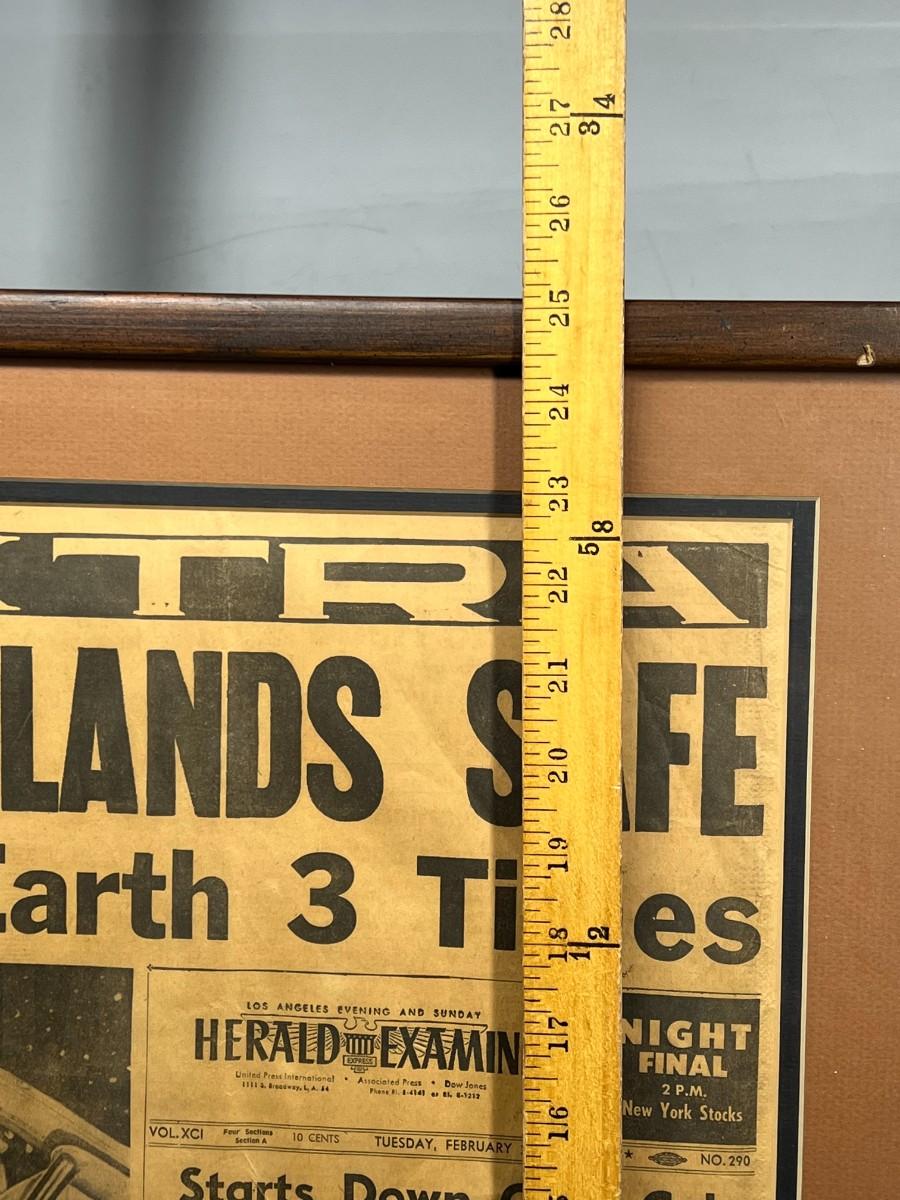 28
27
3/4
26
25
24
23
5/8
22
21
20
19
18
1/2
17
16
XTRA
LANDS S FE
Earth 3 Ti es
LOS ANGELES EVENING AND SUNDAY
HERALD EXAMIN
EXPRESS
United Press International • Associated Press • Dow Jones
1111 S. Broadway, L. A. 54
NIGHT
FINAL
2 P.M.
New York Stocks
VOL. XCI
Four Sections
Section A
10 CENTS
TUESDAY, FEBRUARY
NO. 290
Starts Down